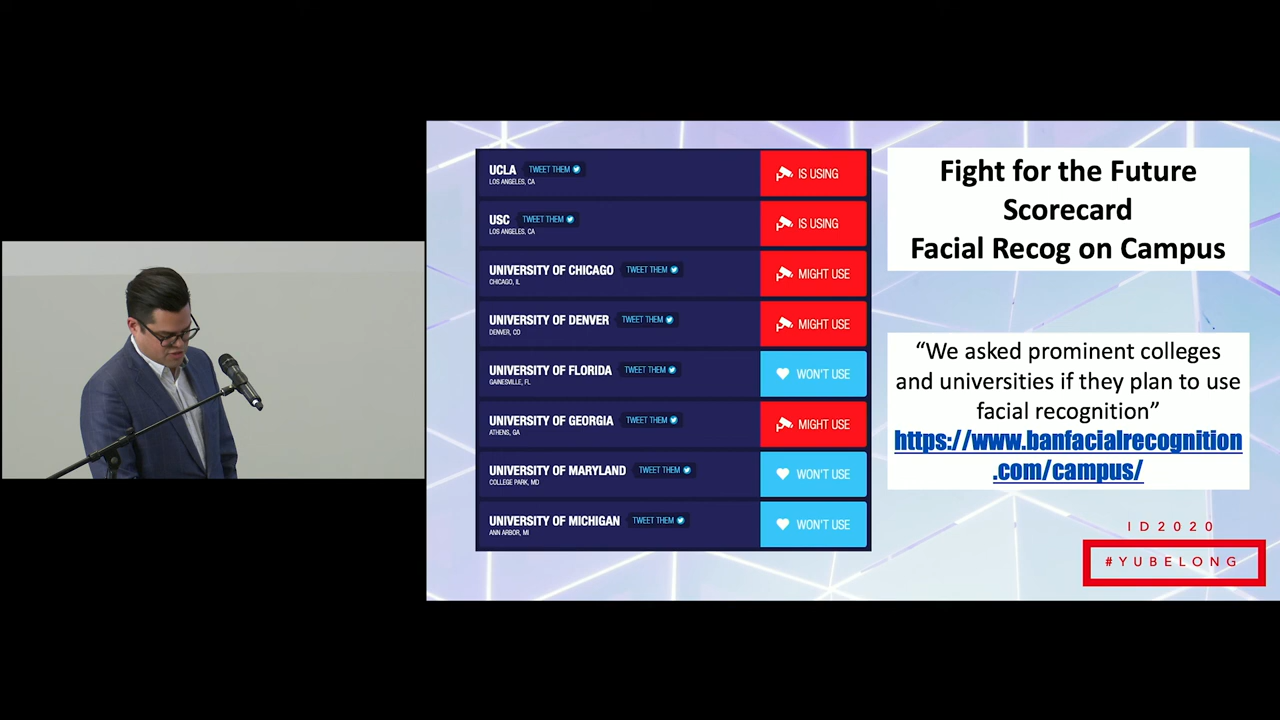 UCLA TWEET THEM
LOS ANGELES, CA
IS USING
USC TWEET THEM
LOS ANGELES, CA
IS USING
UNIVERSITY OF CHICAGO TWEET THEM
CHICAGO, IL
MIGHT USE
UNIVERSITY OF DENVER TWEET THEM
DENVER, CO
MIGHT USE
UNIVERSITY OF FLORIDA TWEET THEM
GAINESVILLE, FL
WON'T USE
UNIVERSITY OF GEORGIA TWEET THEM
ATHENS, GA
MIGHT USE
UNIVERSITY OF MARYLAND TWEET THEM
COLLEGE PARK, MD
WON'T USE
UNIVERSITY OF MICHIGAN TWEET THEM
ANN ARBOR, MI
WON'T USE
Fight for the Future
Scorecard
Facial Recog on Campus
“We asked prominent colleges
and universities if they plan to use
facial recognition”
https://www.banfacialrecognition
.com/campus/
ID2020
#YUBELONG